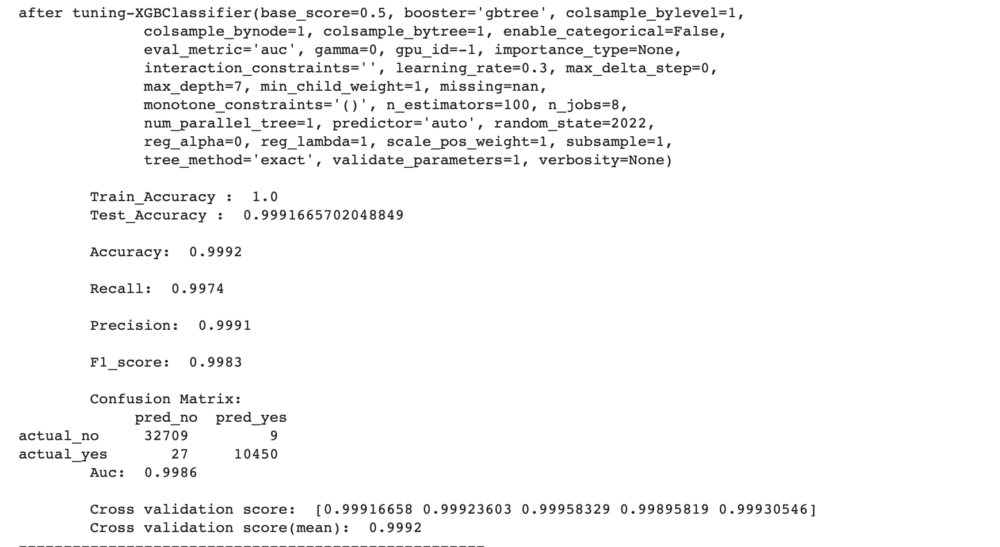 after tuning-XGBClassifier(base_score=0.5, booster='gbtree', colsample_bylevel=1,
colsample_bynode=1, colsample_bytree=1, enable_categorical=False,
eval_metric='auc', gamma=0, gpu_id=-1, importance_type=None,
interaction_constraints='', learning_rate=0.3, max_delta_step=0,
max_depth=7, min_child_weight=1, missing=nan,
monotone_constraints='()', n_estimators=100, n_jobs=8,
num_parallel_tree=1, predictor='auto', random_state=2022,
reg_alpha=0, reg_lambda=1, scale_pos_weight=1, subsample=1,
tree_method='exact', validate_parameters=1, verbosity=None)
Train_Accuracy :  1.0
Test_Accuracy :  0.9991665702048849
Accuracy:  0.9992
Recall:  0.9974
Precision:  0.9991
F1_score:  0.9983
Confusion Matrix:
pred_no  pred_yes
actual_no     32709         9
actual_yes       27     10450
Auc:  0.9986
Cross validation score:  [0.99916658 0.99923603 0.99958329 0.99895819 0.99930546]
Cross validation score(mean):  0.9992
----------------------------------------------------